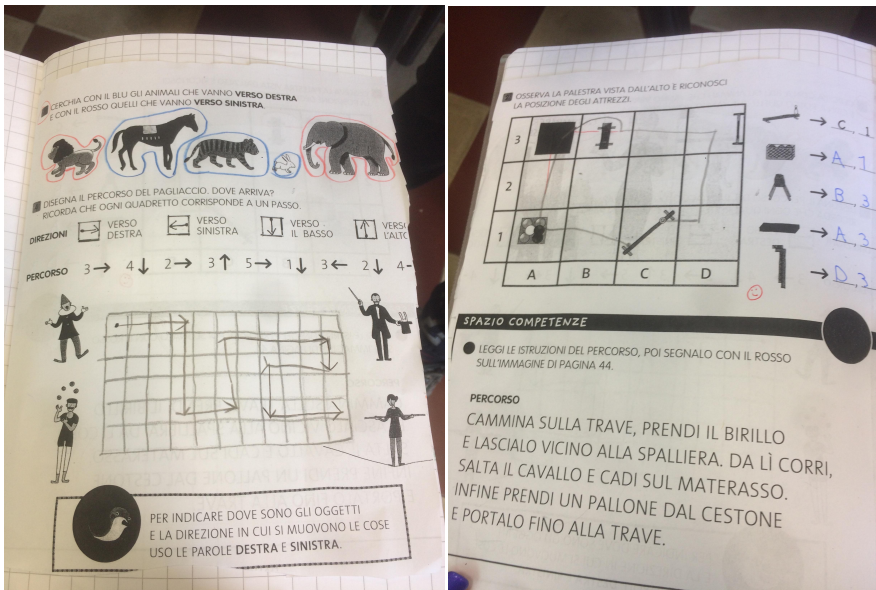 CERCHIA CON IL BLU GLI ANIMALI CHE VANNO VERSO DESTRA
E CON IL ROSSO QUELLI CHE VANNO VERSO SINISTRA.
DISEGNA IL PERCORSO DEL PAGLIACCIO. DOVE ARRIVA?
RICORDA CHE OGNI QUADRETTO CORRISPONDE A UN PASSO.
DIREZIONI → VERSO DESTRA ← VERSO SINISTRA ↓ VERSO IL BASSO ↑ VERSO L'ALTO
PERCORSO 3→ 4↓ 2→ 3↑ 5→ 1↓ 3← 2↓ 4
PER INDICARE DOVE SONO GLI OGGETTI
E LA DIREZIONE IN CUI SI MUOVONO LE COSE
USO LE PAROLE DESTRA E SINISTRA.
OSSERVA LA PALESTRA VISTA DALL'ALTO E RICONOSCI
LA POSIZIONE DEGLI ATTREZZI.
3
2
1
A B C D
→ C, 1
→ A, 1
→ B, 3
→ A, 3
→ D, 3
SPAZIO COMPETENZE
LEGGI LE ISTRUZIONI DEL PERCORSO, POI SEGNALO CON IL ROSSO
SULL'IMMAGINE DI PAGINA 44.
PERCORSO
CAMMINA SULLA TRAVE, PRENDI IL BIRILLO
E LASCIALO VICINO ALLA SPALLIERA. DA LÌ CORRI,
SALTA IL CAVALLO E CADI SUL MATERASSO.
INFINE PRENDI UN PALLONE DAL CESTONE
E PORTALO FINO ALLA TRAVE.